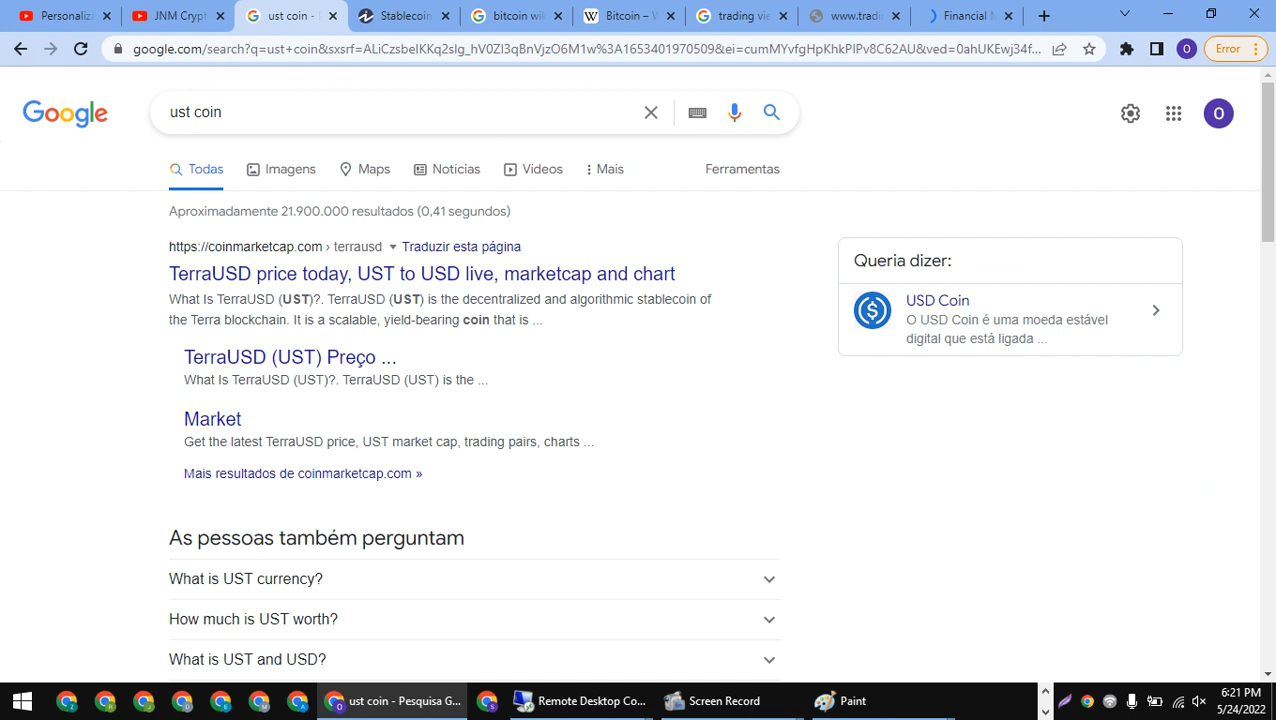 Personaliza
JNM Crypt
ust coin -
Stablecoin
bitcoin wik
Bitcoin – W
trading vie
www.tradi
Financial M
google.com/search?q=ust+coin&sxsrf=ALiCzsbeIKKq2sIg_hV0Zl3qBnVjzO6M1w%3A1653401970509&ei=cumMYvfgHpKhkPIPv8C62AU&ved=0ahUKEwj34f...
O
Error
Google
ust coin
O
Todas
Imagens
Maps
Notícias
Vídeos
Mais
Ferramentas
Aproximadamente 21.900.000 resultados (0,41 segundos)
https://coinmarketcap.com › terrausd
Traduzir esta página
TerraUSD price today, UST to USD live, marketcap and chart
What Is TerraUSD (UST)?. TerraUSD (UST) is the decentralized and algorithmic stablecoin of
the Terra blockchain. It is a scalable, yield-bearing coin that is ...
TerraUSD (UST) Preço ...
What Is TerraUSD (UST)?. TerraUSD (UST) is the ...
Market
Get the latest TerraUSD price, UST market cap, trading pairs, charts ...
Mais resultados de coinmarketcap.com »
Queria dizer:
USD Coin
O USD Coin é uma moeda estável
digital que está ligada ...
As pessoas também perguntam
What is UST currency?
How much is UST worth?
What is UST and USD?
ust coin - Pesquisa G...
Remote Desktop Co...
Screen Record
Paint
6:21 PM
5/24/2022